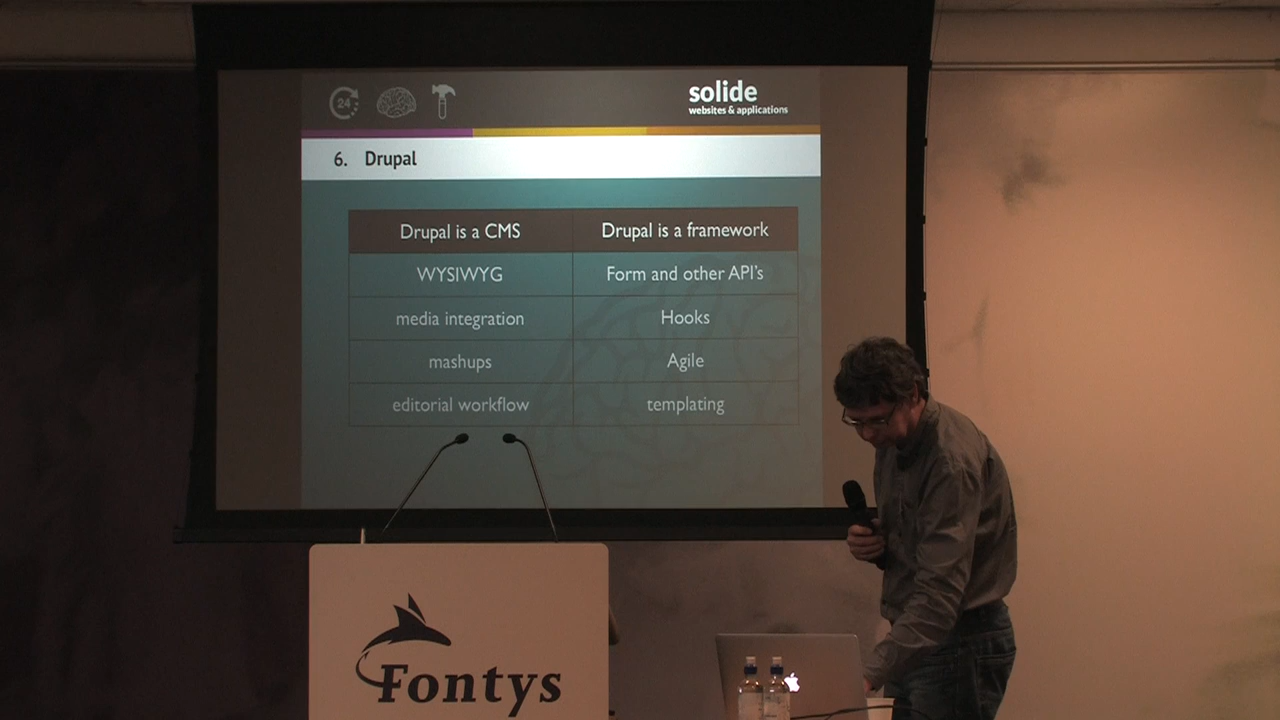 24
solide
websites & applications
6. Drupal
Drupal is a CMS Drupal is a framework
WYSIWYG Form and other API's
media integration Hooks
mashups Agile
editorial workflow templating
Fontys